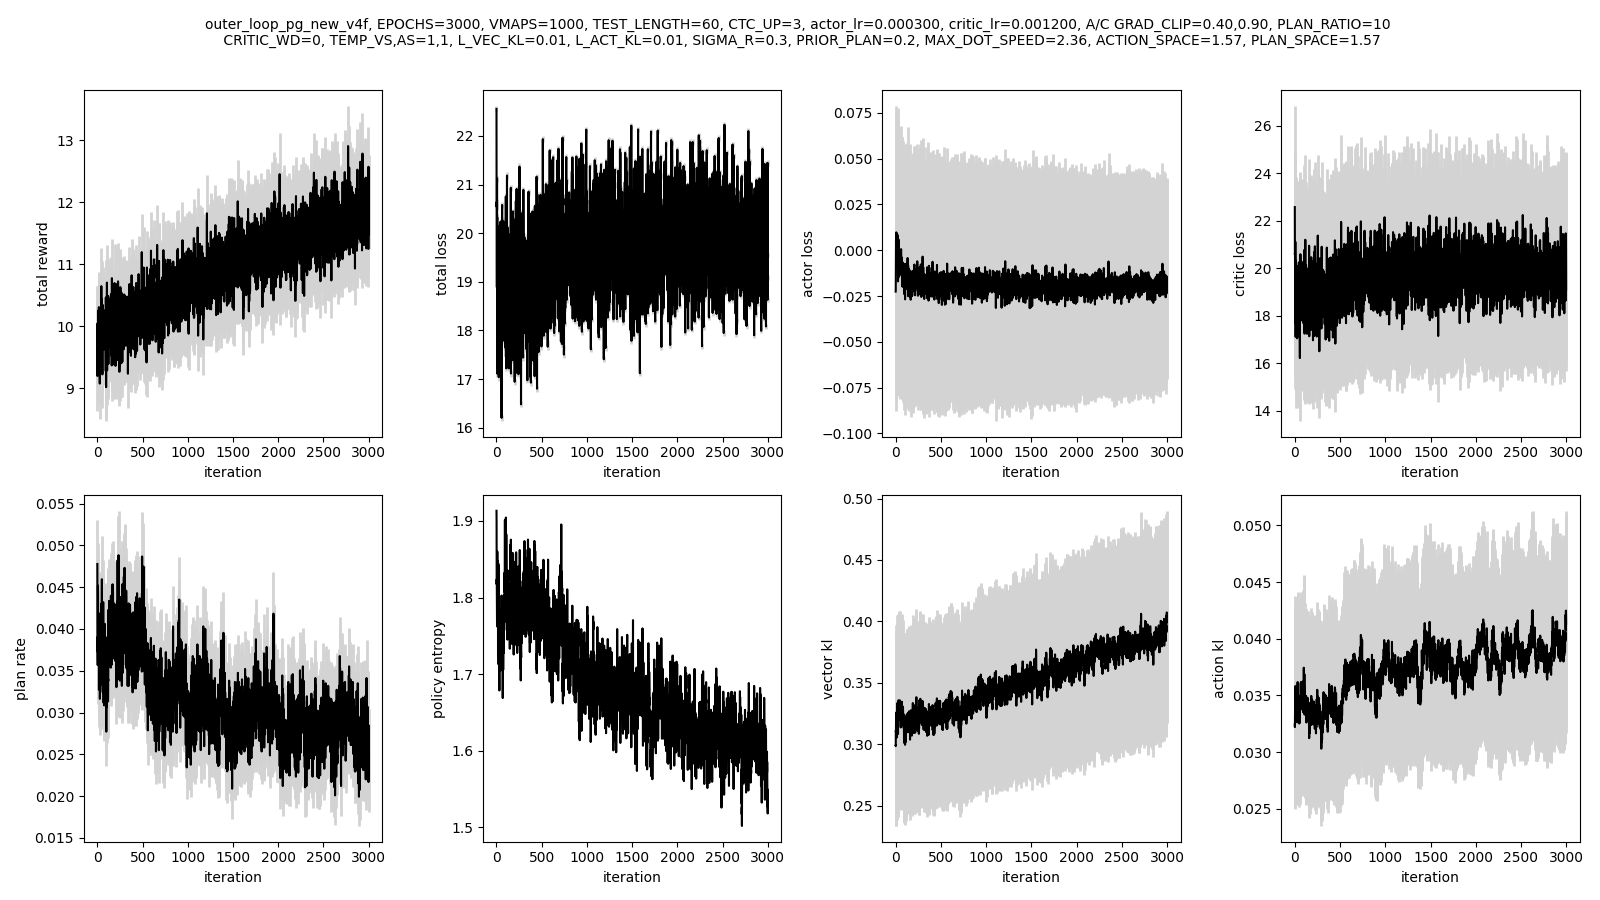 outer_loop_pg_new_v4f, EPOCHS=3000, VMAPS=1000, TEST_LENGTH=60, CTC_UP=3, actor_lr=0.000300, critic_lr=0.001200, A/C GRAD_CLIP=0.40,0.90, PLAN_RATIO=10
CRITIC_WD=0, TEMP_VS,AS=1,1, L_VEC_KL=0.01, L_ACT_KL=0.01, SIGMA_R=0.3, PRIOR_PLAN=0.2, MAX_DOT_SPEED=2.36, ACTION_SPACE=1.57, PLAN_SPACE=1.57
total reward
13
12
11
10
9
0 500 1000 1500 2000 2500 3000
iteration
total loss
22
21
20
19
18
17
16
0 500 1000 1500 2000 2500 3000
iteration
actor loss
0.075
0.050
0.025
0.000
−0.025
−0.050
−0.075
−0.100
0 500 1000 1500 2000 2500 3000
iteration
critic loss
26
24
22
20
18
16
14
0 500 1000 1500 2000 2500 3000
iteration
plan rate
0.055
0.050
0.045
0.040
0.035
0.030
0.025
0.020
0.015
0 500 1000 1500 2000 2500 3000
iteration
policy entropy
1.9
1.8
1.7
1.6
1.5
0 500 1000 1500 2000 2500 3000
iteration
vector kl
0.50
0.45
0.40
0.35
0.30
0.25
0 500 1000 1500 2000 2500 3000
iteration
action kl
0.050
0.045
0.040
0.035
0.030
0.025
0 500 1000 1500 2000 2500 3000
iteration